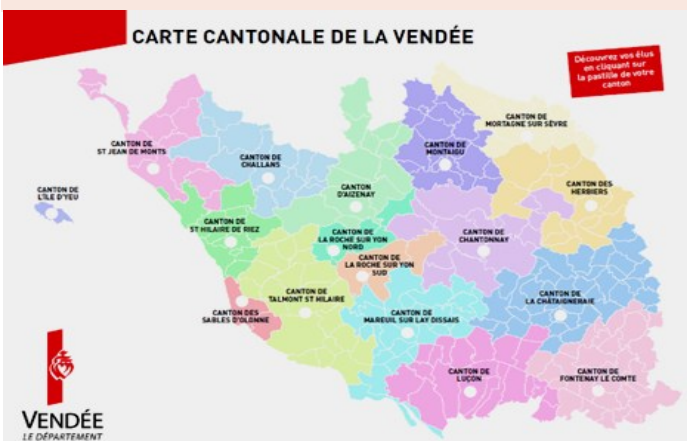 CARTE CANTONALE DE LA VENDÉE
Découvrez vos élus
en cliquant sur
la pastille de votre
canton
CANTON DE
MORTAGNE SUR SÈVRE
CANTON DE
ST JEAN DE MONTS
CANTON DE
CHALLANS
CANTON DE
MONTAIGU
CANTON DE
L'ÎLE D'YEU
CANTON
D'AIZENAY
CANTON DES
HERBIERS
CANTON DE
ST HILAIRE DE RIEZ
CANTON DE
LA ROCHE SUR YON
NORD
CANTON DE
CHANTONNAY
CANTON DE
LA ROCHE SUR YON
SUD
CANTON DE
TALMONT ST HILAIRE
CANTON DE
LA CHÂTAIGNERAIE
CANTON DES
SABLES D'OLONNE
CANTON DE
MAREUIL SUR LAY DISSAIS
CANTON DE
LUÇON
CANTON DE
FONTENAY LE COMTE
VENDÉE
LE DÉPARTEMENT